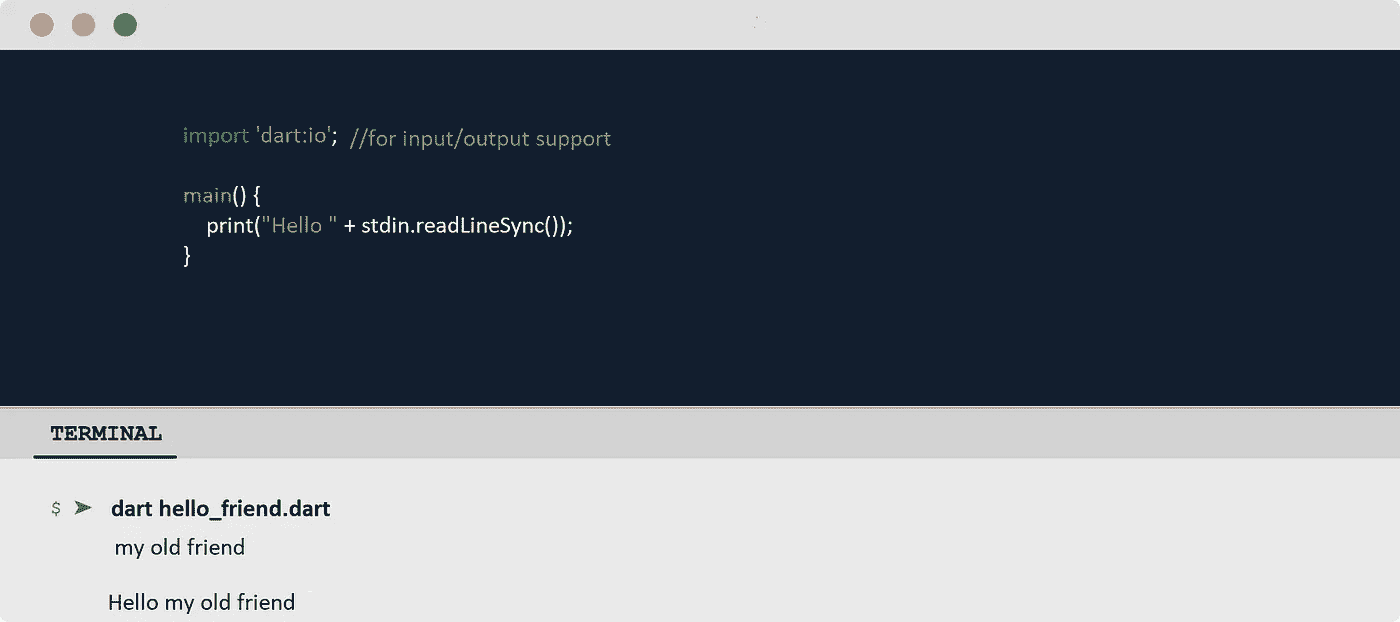 import 'dart:io'; //for input/output support
main() {
print("Hello " + stdin.readLineSync());
}
TERMINAL
$ ➤ dart hello_friend.dart
my old friend
Hello my old friend